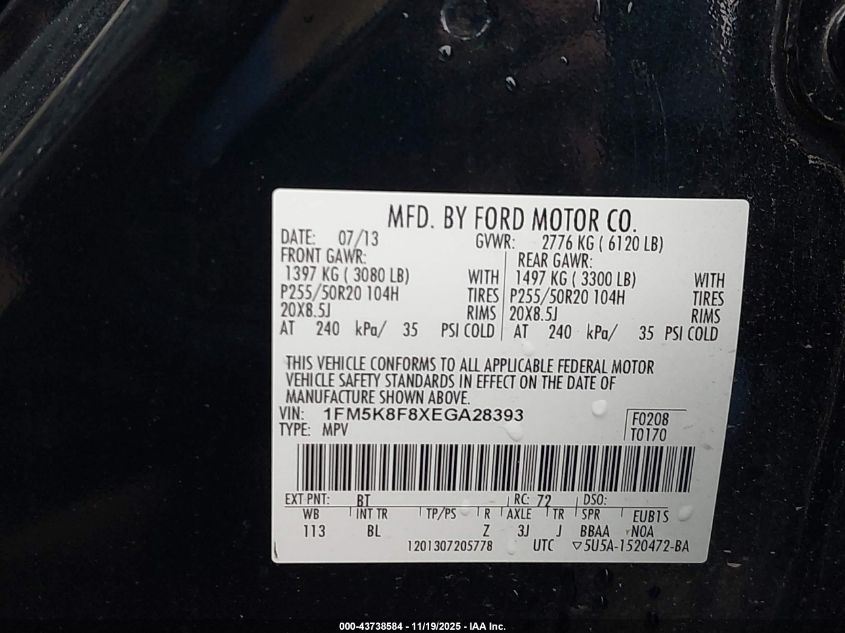 MFD. BY FORD MOTOR CO.
DATE: 07/13 GVWR: 2776 KG ( 6120 LB)
FRONT GAWR: REAR GAWR:
1397 KG ( 3080 LB) WITH 1497 KG ( 3300 LB) WITH
P255/50R20 104H TIRES P255/50R20 104H TIRES
20X8.5J RIMS 20X8.5J RIMS
AT 240 kPa/ 35 PSI COLD AT 240 kPa/ 35 PSI COLD
THIS VEHICLE CONFORMS TO ALL APPLICABLE FEDERAL MOTOR
VEHICLE SAFETY STANDARDS IN EFFECT ON THE DATE OF
MANUFACTURE SHOWN ABOVE.
VIN: 1FM5K8F8XEGA28393 F0208
TYPE: MPV T0170
EXT PNT: BT RC: 72 DSO:
WB INT TR TP/PS R AXLE TR SPR EUB1S
113 BL Z 3J J BBAA NOA
1201307205778 UTC ▽5U5A-1520472-BA
000-43738584 - 11/19/2025 - IAA Inc.